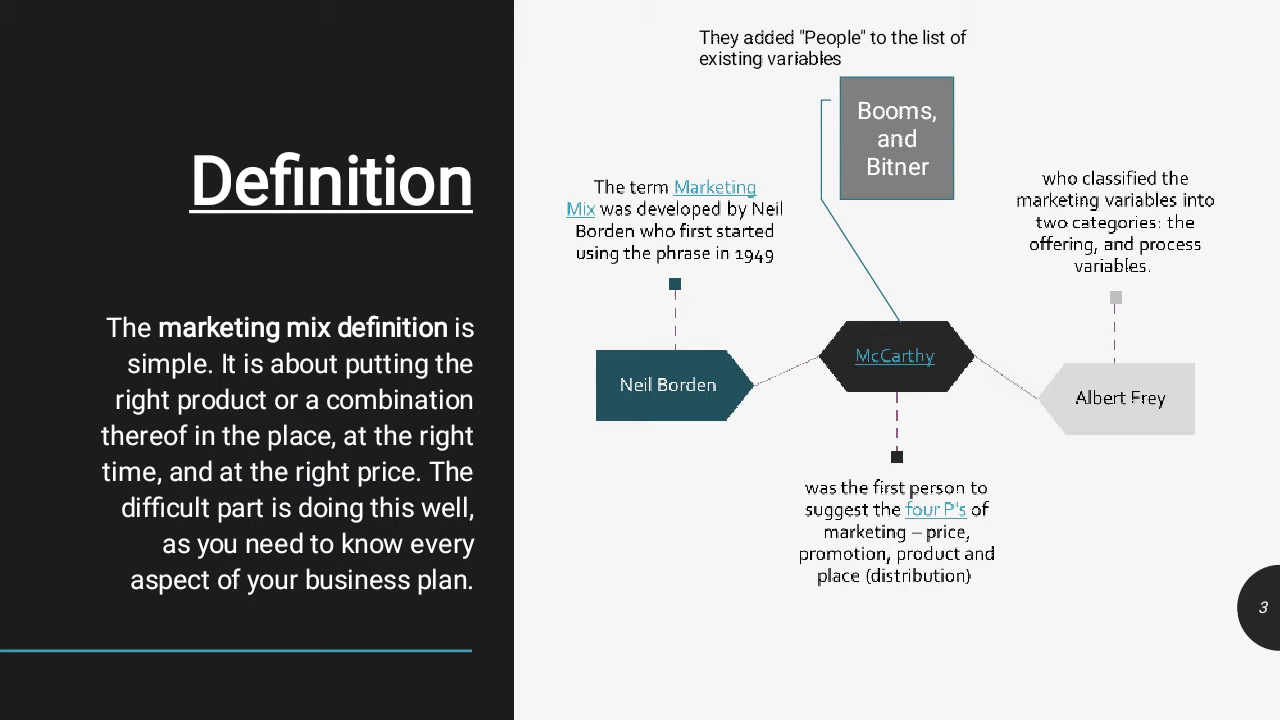 Definition
The marketing mix definition is
simple. It is about putting the
right product or a combination
thereof in the place, at the right
time, and at the right price. The
difficult part is doing this well,
as you need to know every
aspect of your business plan.
They added "People" to the list of
existing variables
Booms,
and
Bitner
The term Marketing
Mix was developed by Neil
Borden who first started
using the phrase in 1949
who classified the
marketing variables into
two categories: the
offering, and process
variables.
Neil Borden
McCarthy
Albert Frey
was the first person to
suggest the four P's of
marketing – price,
promotion, product and
place (distribution)
3